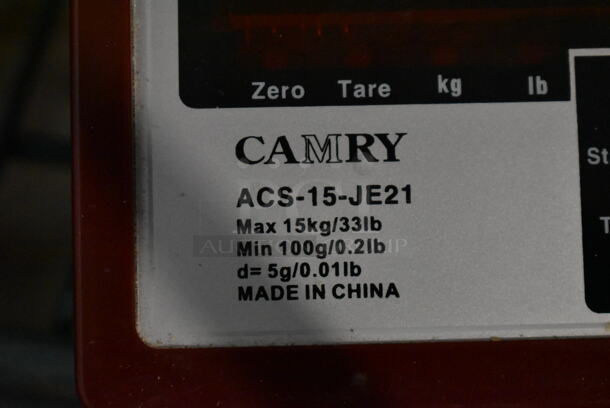 Zero Tare kg lb
CAMRY
St
ACS-15-JE21
T
Max 15kg/33lb
Min 100g/0.2lb
d= 5g/0.01lb
MADE IN CHINA